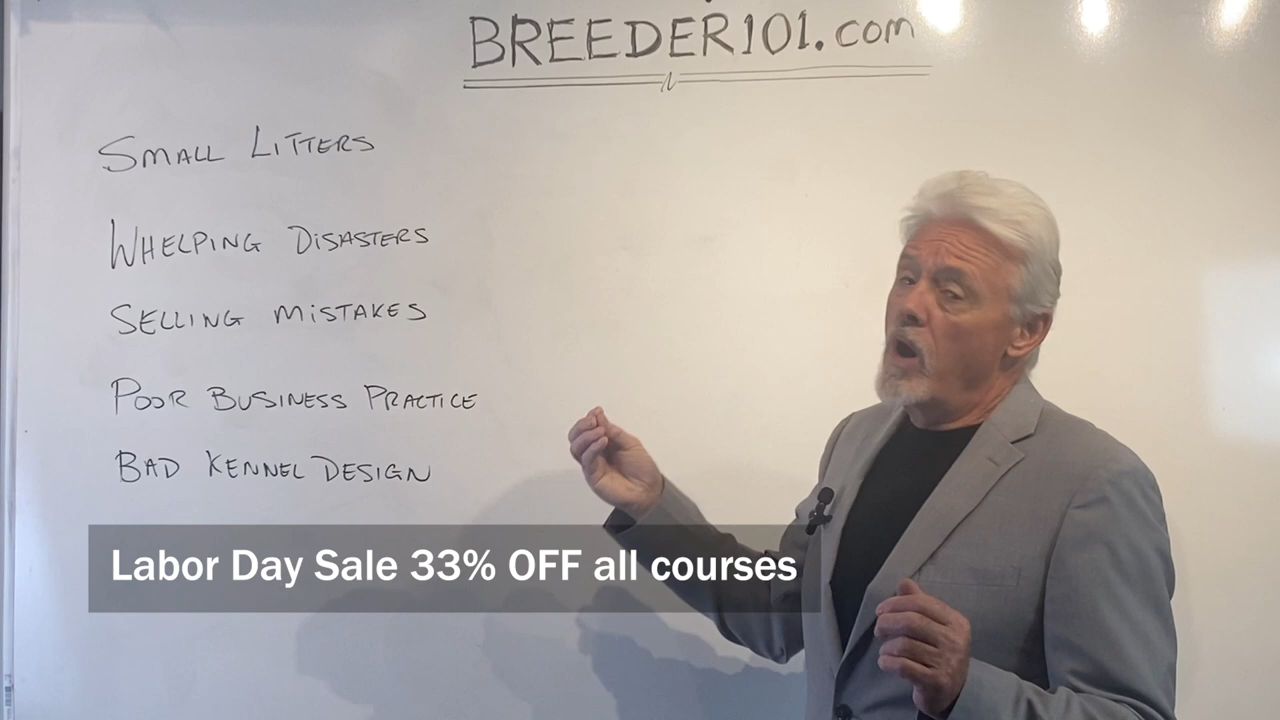 BREEDER101.com
SMALL LITTERS
WHELPING DISASTERS
SELLING MISTAKES
POOR BUSINESS PRACTICE
BAD KENNEL DESIGN
Labor Day Sale 33% OFF all courses